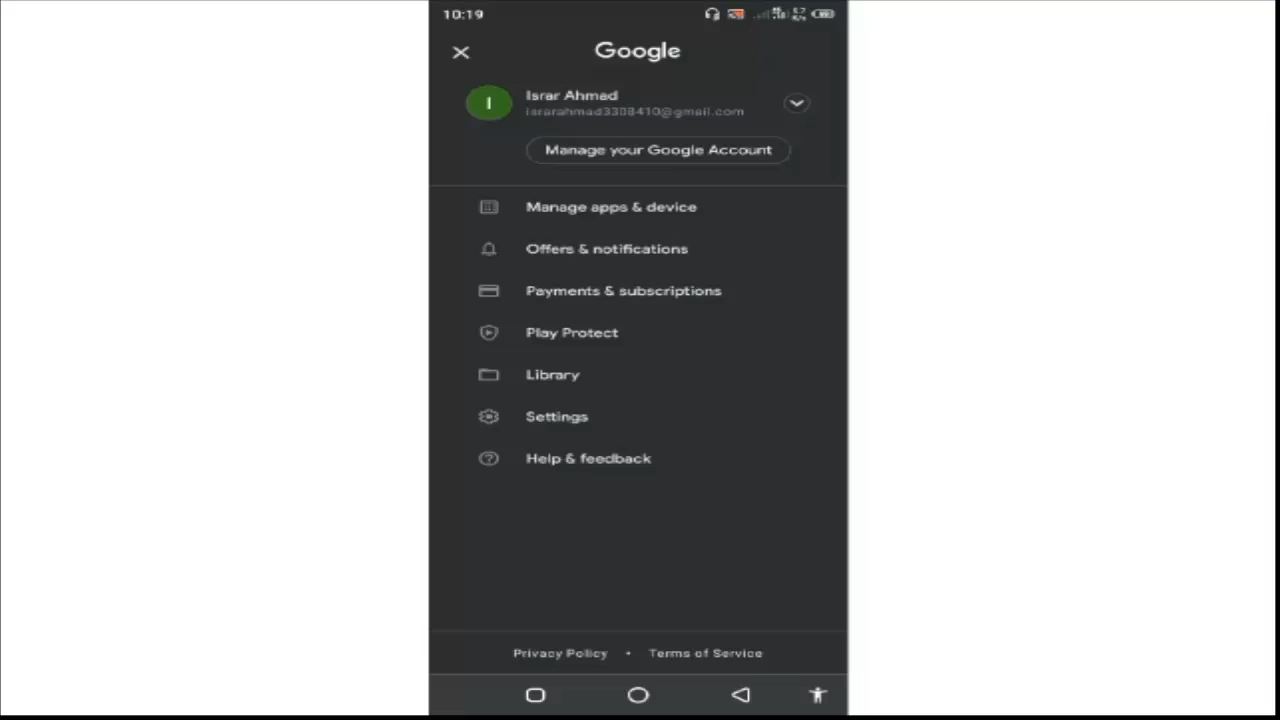 10:19
Google
I
Israr Ahmad
israrahmad3308410@gmail.com
Manage your Google Account
Manage apps & device
Offers & notifications
Payments & subscriptions
Play Protect
Library
Settings
Help & feedback
Privacy Policy • Terms of Service